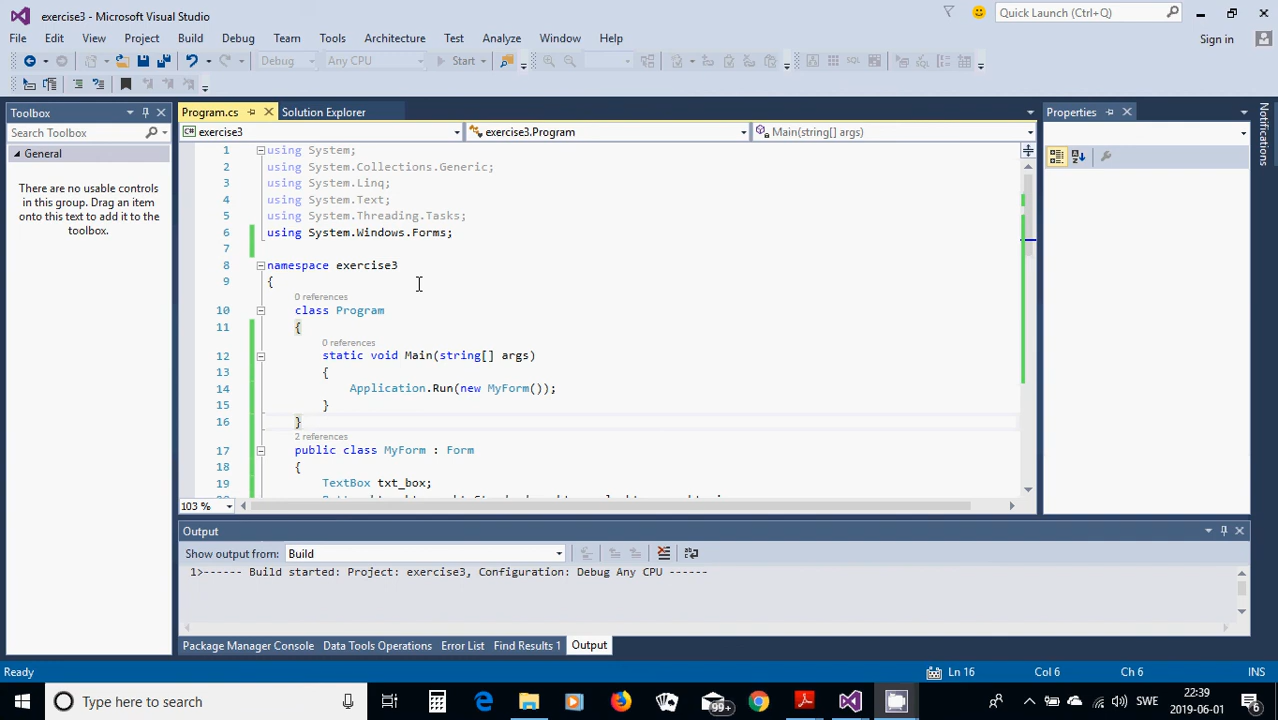 exercise3 - Microsoft Visual Studio
Quick Launch (Ctrl+Q)
File Edit View Project Build Debug Team Tools Architecture Test Analyze Window Help
Sign in
Debug Any CPU Start
Toolbox
Search Toolbox
General
There are no usable controls
in this group. Drag an item
onto this text to add it to the
toolbox.
Program.cs Solution Explorer
exercise3 exercise3.Program Main(string[] args)
1 using System;
2 using System.Collections.Generic;
3 using System.Linq;
4 using System.Text;
5 using System.Threading.Tasks;
6 using System.Windows.Forms;
7
8 namespace exercise3
9 {
0 references
10 class Program
11 {
0 references
12 static void Main(string[] args)
13 {
14 Application.Run(new MyForm());
15 }
16 }
2 references
17 public class MyForm : Form
18 {
19 TextBox txt_box;
103 %
Properties
Notifications
Output
Show output from: Build
1>------ Build started: Project: exercise3, Configuration: Debug Any CPU ------
Package Manager Console Data Tools Operations Error List Find Results 1 Output
Ready Ln 16 Col 6 Ch 6 INS
Type here to search
99+
SWE
22:39
2019-06-01
6